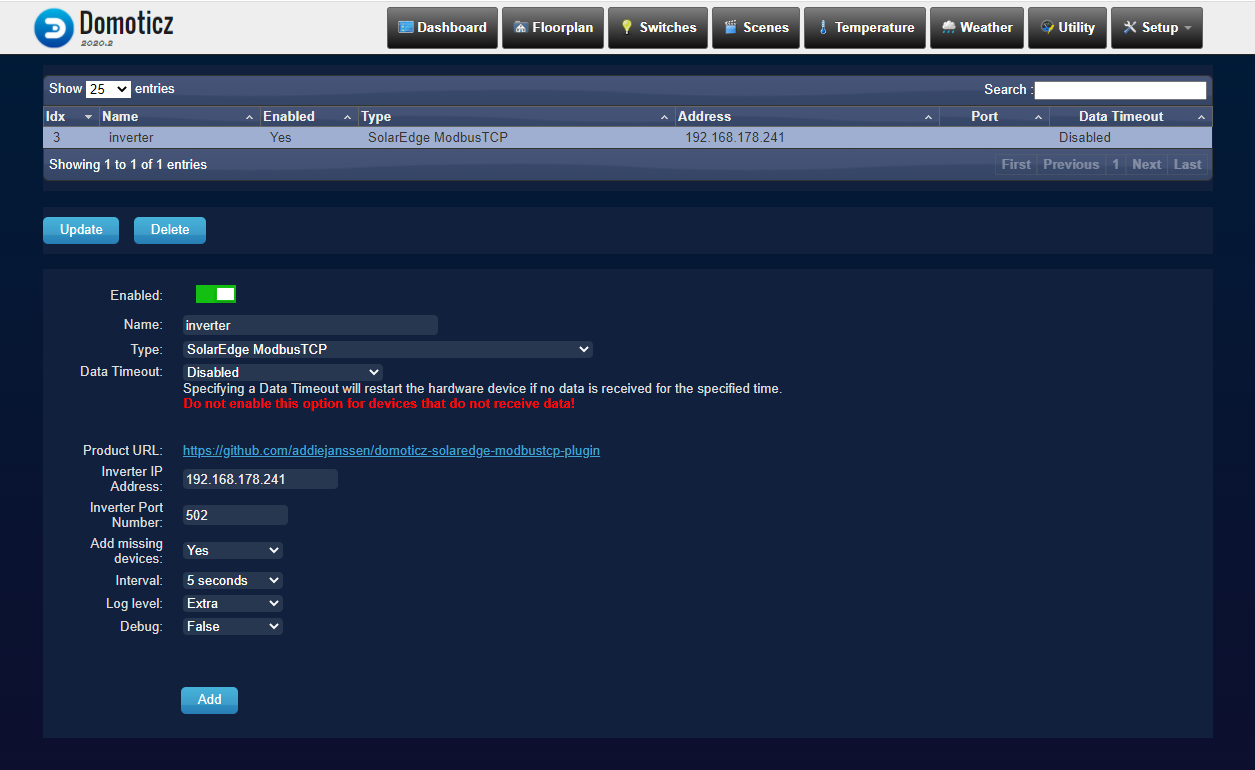 Domoticz
2020.2
Dashboard Floorplan Switches Scenes Temperature Weather Utility Setup
Show 25 entries Search :
Idx Name Enabled Type Address Port Data Timeout
3 inverter Yes SolarEdge ModbusTCP 192.168.178.241 Disabled
Showing 1 to 1 of 1 entries First Previous 1 Next Last
Update Delete
Enabled:
Name: inverter
Type: SolarEdge ModbusTCP
Data Timeout: Disabled
Specifying a Data Timeout will restart the hardware device if no data is received for the specified time.
Do not enable this option for devices that do not receive data!
Product URL: https://github.com/addiejanssen/domoticz-solaredge-modbustcp-plugin
Inverter IP
Address: 192.168.178.241
Inverter Port
Number: 502
Add missing
devices: Yes
Interval: 5 seconds
Log level: Extra
Debug: False
Add